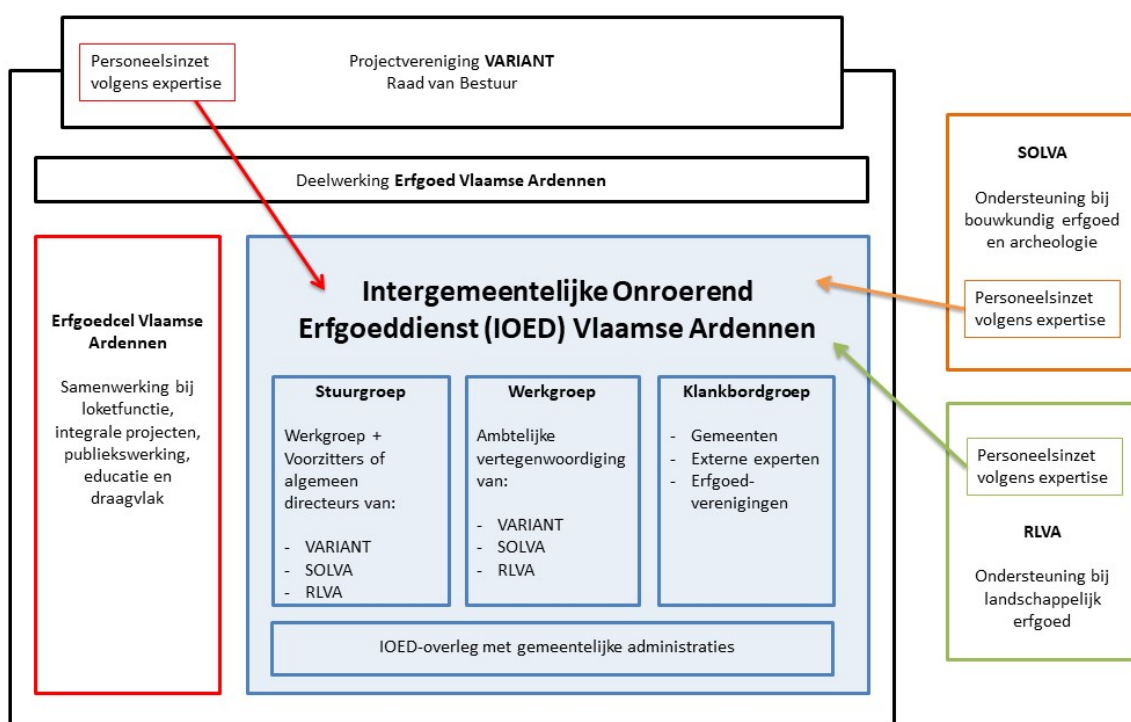 Personeelsinzet
volgens expertise
Projectvereniging VARIANT
Raad van Bestuur
Deelwerking Erfgoed Vlaamse Ardennen
Erfgoedcel Vlaamse
Ardennen
Samenwerking bij
loketfunctie,
integrale projecten,
publiekswerking,
educatie en
draagvlak
Intergemeentelijke Onroerend
Erfgoeddienst (IOED) Vlaamse Ardennen
Stuurgroep
Werkgroep +
Voorzitters of
algemeen
directeurs van:
- VARIANT
- SOLVA
- RLVA
Werkgroep
Ambtelijke
vertegenwoordiging
van:
- VARIANT
- SOLVA
- RLVA
Klankbordgroep
- Gemeenten
- Externe experten
- Erfgoed-
verenigingen
IOED-overleg met gemeentelijke administraties
SOLVA
Ondersteuning bij
bouwkundig erfgoed
en archeologie
Personeelsinzet
volgens expertise
Personeelsinzet
volgens expertise
RLVA
Ondersteuning bij
landschappelijk
erfgoed